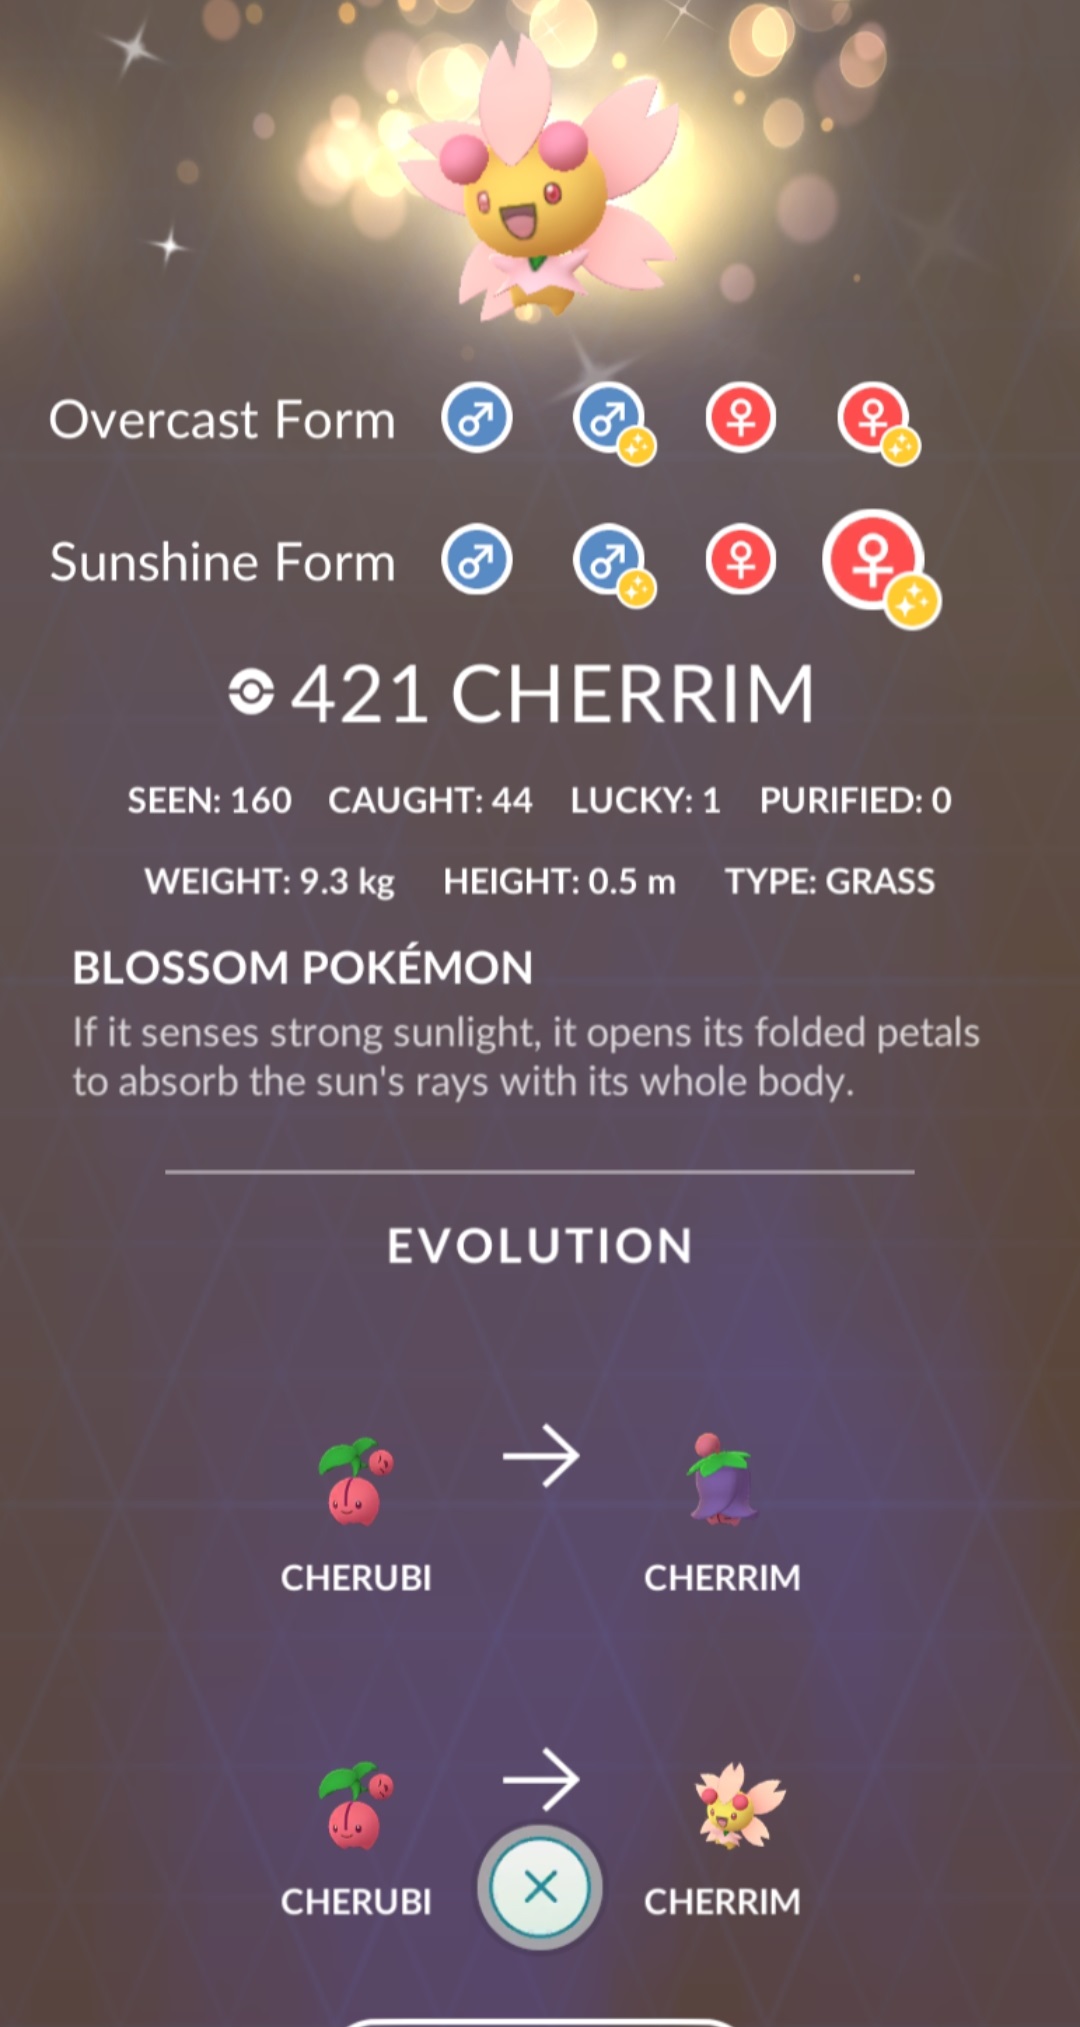 Overcast Form
Sunshine Form
421 CHERRIM
SEEN: 160 CAUGHT: 44 LUCKY: 1 PURIFIED: 0
WEIGHT: 9.3 kg HEIGHT: 0.5 m TYPE: GRASS
BLOSSOM POKÉMON
If it senses strong sunlight, it opens its folded petals
to absorb the sun's rays with its whole body.
EVOLUTION
CHERUBI CHERRIM
CHERUBI CHERRIM